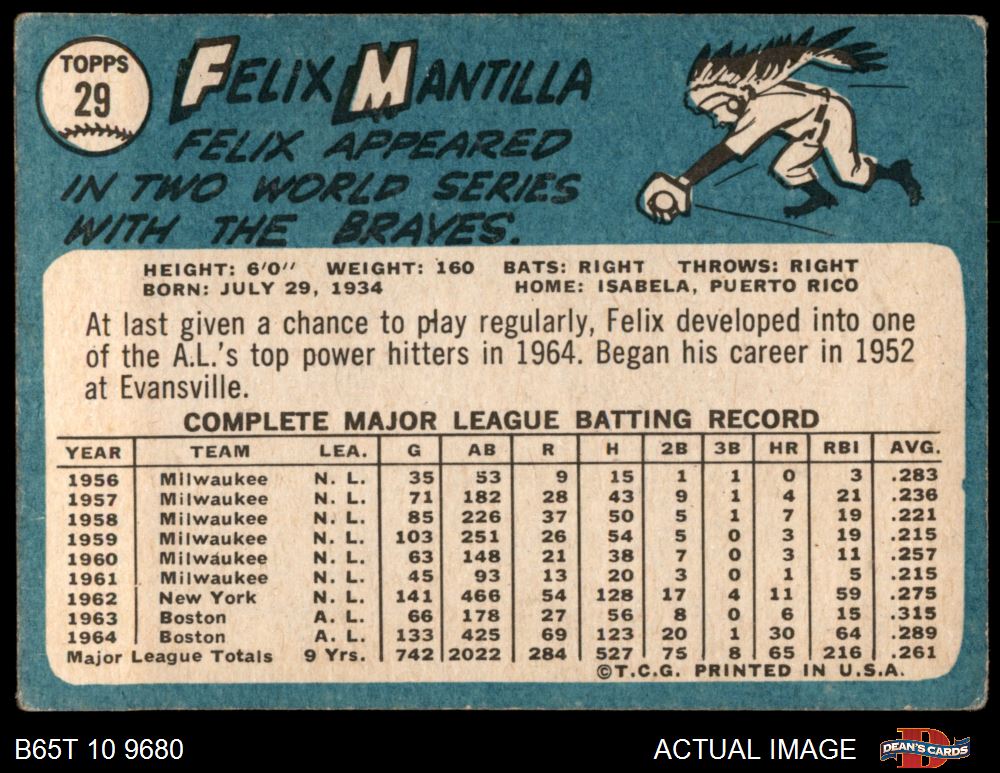 TOPPS
29
FELIX MANTILLA
FELIX APPEARED
IN TWO WORLD SERIES
WITH THE BRAVES.
HEIGHT: 6'0" WEIGHT: 160 BATS: RIGHT THROWS: RIGHT
BORN: JULY 29, 1934 HOME: ISABELA, PUERTO RICO
At last given a chance to play regularly, Felix developed into one
of the A.L.'s top power hitters in 1964. Began his career in 1952
at Evansville.
COMPLETE MAJOR LEAGUE BATTING RECORD
YEAR TEAM LEA. G AB R H 2B 3B HR RBI AVG.
1956 Milwaukee N. L. 35 53 9 15 1 1 0 3 .283
1957 Milwaukee N. L. 71 182 28 43 9 1 4 21 .236
1958 Milwaukee N. L. 85 226 37 50 5 1 7 19 .221
1959 Milwaukee N. L. 103 251 26 54 5 0 3 19 .215
1960 Milwaukee N. L. 63 148 21 38 7 0 3 11 .257
1961 Milwaukee N. L. 45 93 13 20 3 0 1 5 .215
1962 New York N. L. 141 466 54 128 17 4 11 59 .275
1963 Boston A. L. 66 178 27 56 8 0 6 15 .315
1964 Boston A. L. 133 425 69 123 20 1 30 64 .289
Major League Totals 9 Yrs. 742 2022 284 527 75 8 65 216 .261
©T.C.G. PRINTED IN U.S.A.
B65T 10 9680 ACTUAL IMAGE DEAN'S CARDS